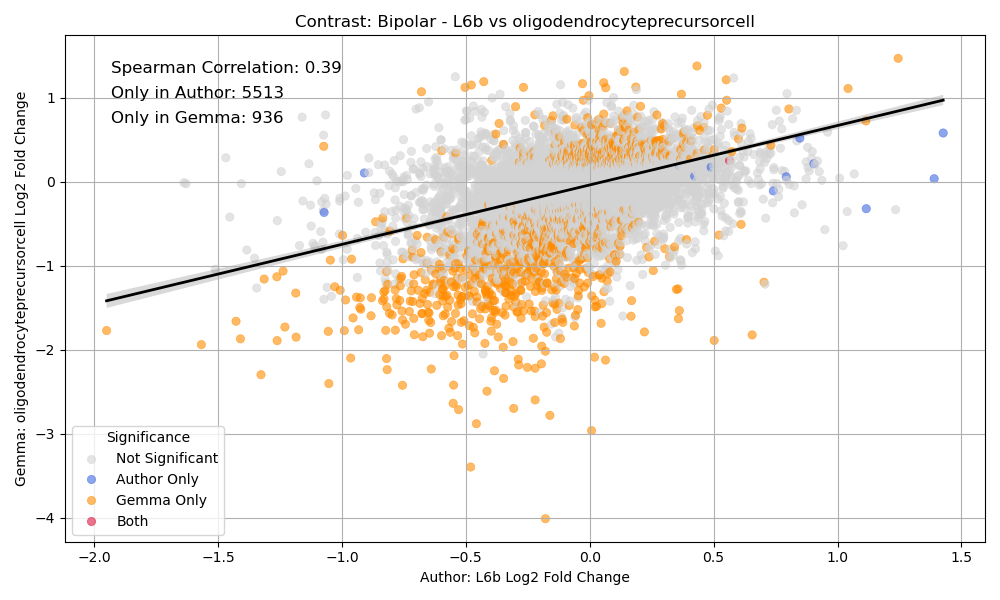 Contrast: Bipolar - L6b vs oligodendrocyteprecursorcell
Spearman Correlation: 0.39
Only in Author: 5513
Only in Gemma: 936
Gemma: oligodendrocyteprecursorcell Log2 Fold Change
1
0
−1
−2
−3
−4
Significance
Not Significant
Author Only
Gemma Only
Both
−2.0 −1.5 −1.0 −0.5 0.0 0.5 1.0 1.5
Author: L6b Log2 Fold Change